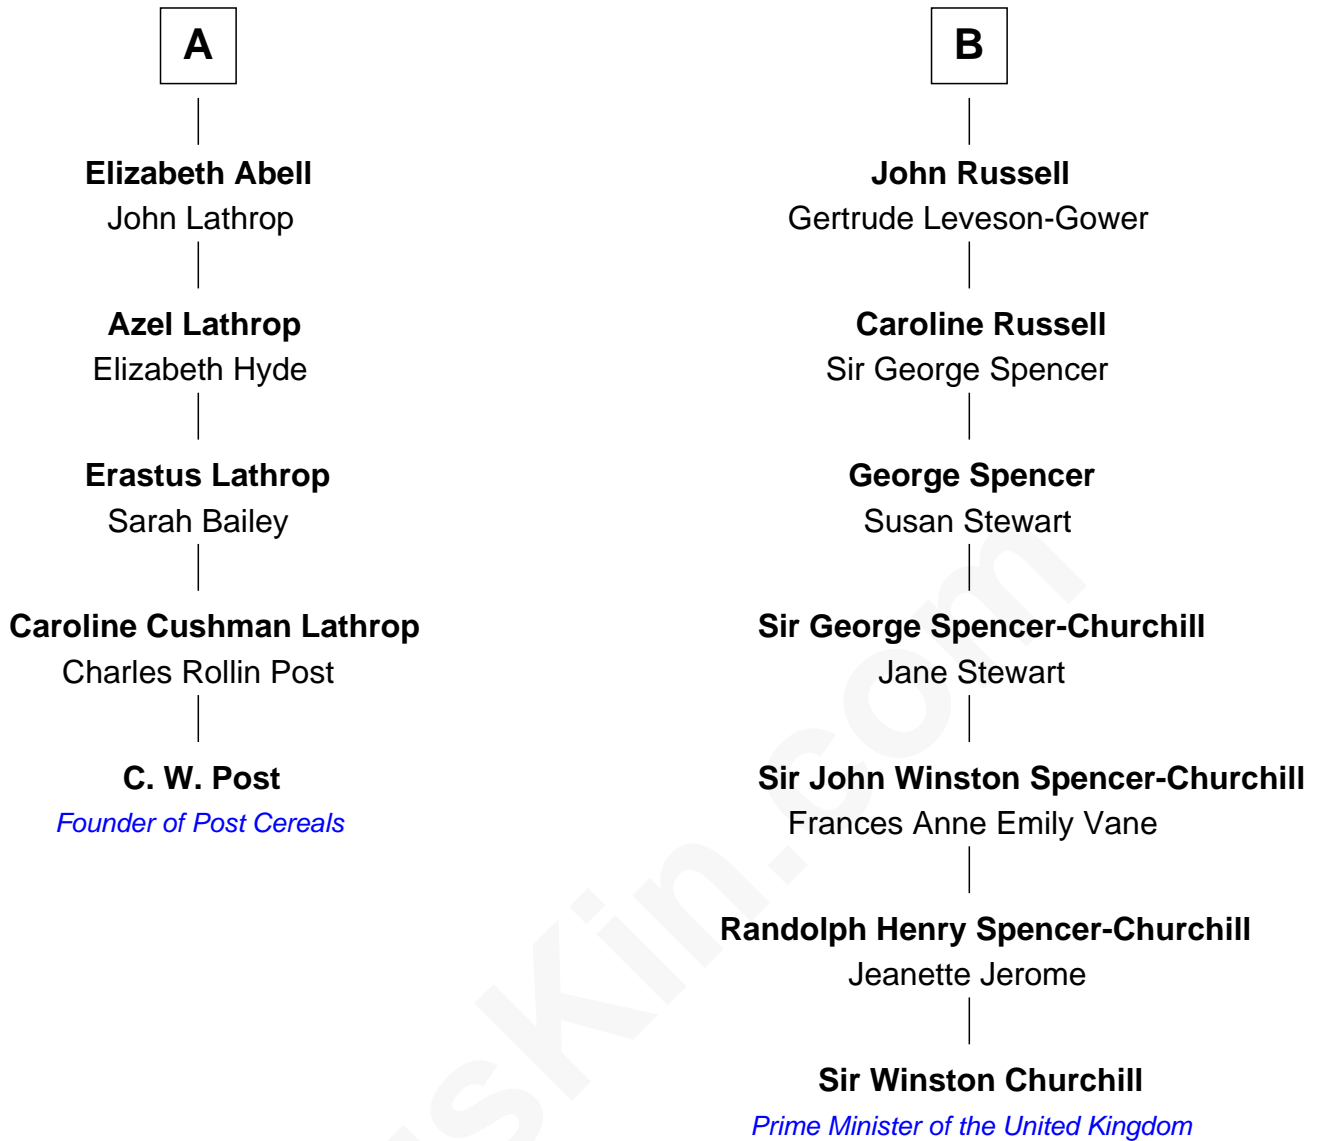 A
Elizabeth Abell
John Lathrop
Azel Lathrop
Elizabeth Hyde
Erastus Lathrop
Sarah Bailey
Caroline Cushman Lathrop
Charles Rollin Post
C. W. Post
Founder of Post Cereals
B
John Russell
Gertrude Leveson-Gower
Caroline Russell
Sir George Spencer
George Spencer
Susan Stewart
Sir George Spencer-Churchill
Jane Stewart
Sir John Winston Spencer-Churchill
Frances Anne Emily Vane
Randolph Henry Spencer-Churchill
Jeanette Jerome
Sir Winston Churchill
Prime Minister of the United Kingdom